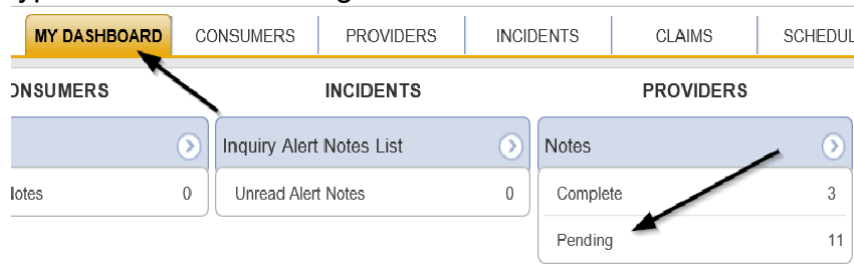 MY DASHBOARD CONSUMERS PROVIDERS INCIDENTS CLAIMS
INCIDENTS PROVIDERS
Inquiry Alert Notes List Notes
0 Unread Alert Notes 0 Complete 3
Pending 11